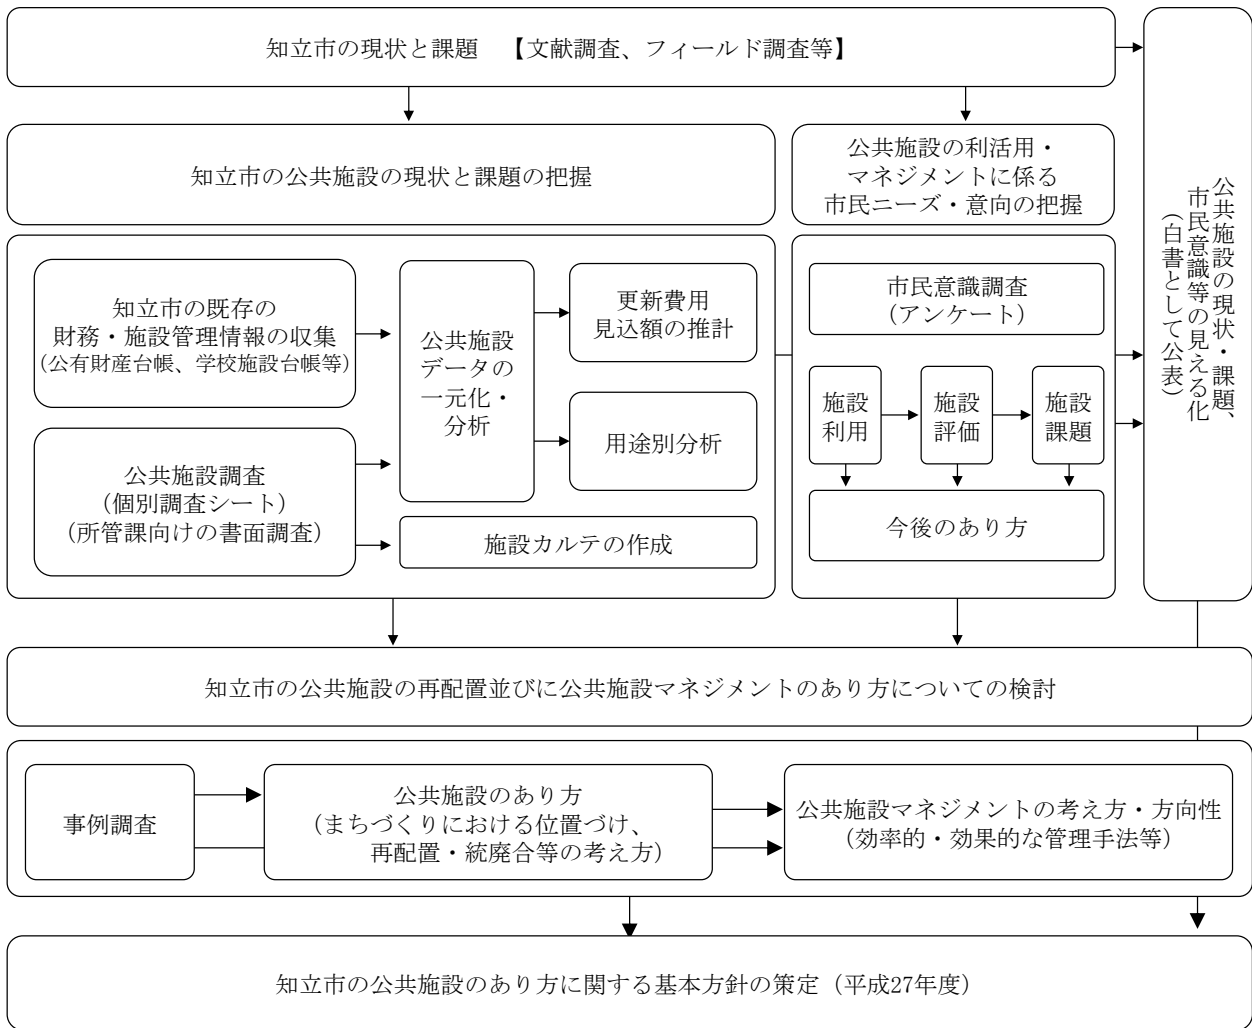 知立市の現状と課題　【文献調査、フィールド調査等】
知立市の公共施設の現状と課題の把握
公共施設の利活用・
マネジメントに係る
市民ニーズ・意向の把握
知立市の既存の
財務・施設管理情報の収集
(公有財産台帳、学校施設台帳等)
公共施設調査
(個別調査シート)
(所管課向けの書面調査)
公共施設
データの
一元化・
分析
更新費用
見込額の推計
用途別分析
施設カルテの作成
市民意識調査
(アンケート)
施設
利用
施設
評価
施設
課題
今後のあり方
公共施設の現状・課題、
市民意識等の見える化
(白書として公表)
知立市の公共施設の再配置並びに公共施設マネジメントのあり方についての検討
事例調査
公共施設のあり方
(まちづくりにおける位置づけ、
再配置・統廃合等の考え方)
公共施設マネジメントの考え方・方向性
(効率的・効果的な管理手法等)
知立市の公共施設のあり方に関する基本方針の策定（平成27年度）